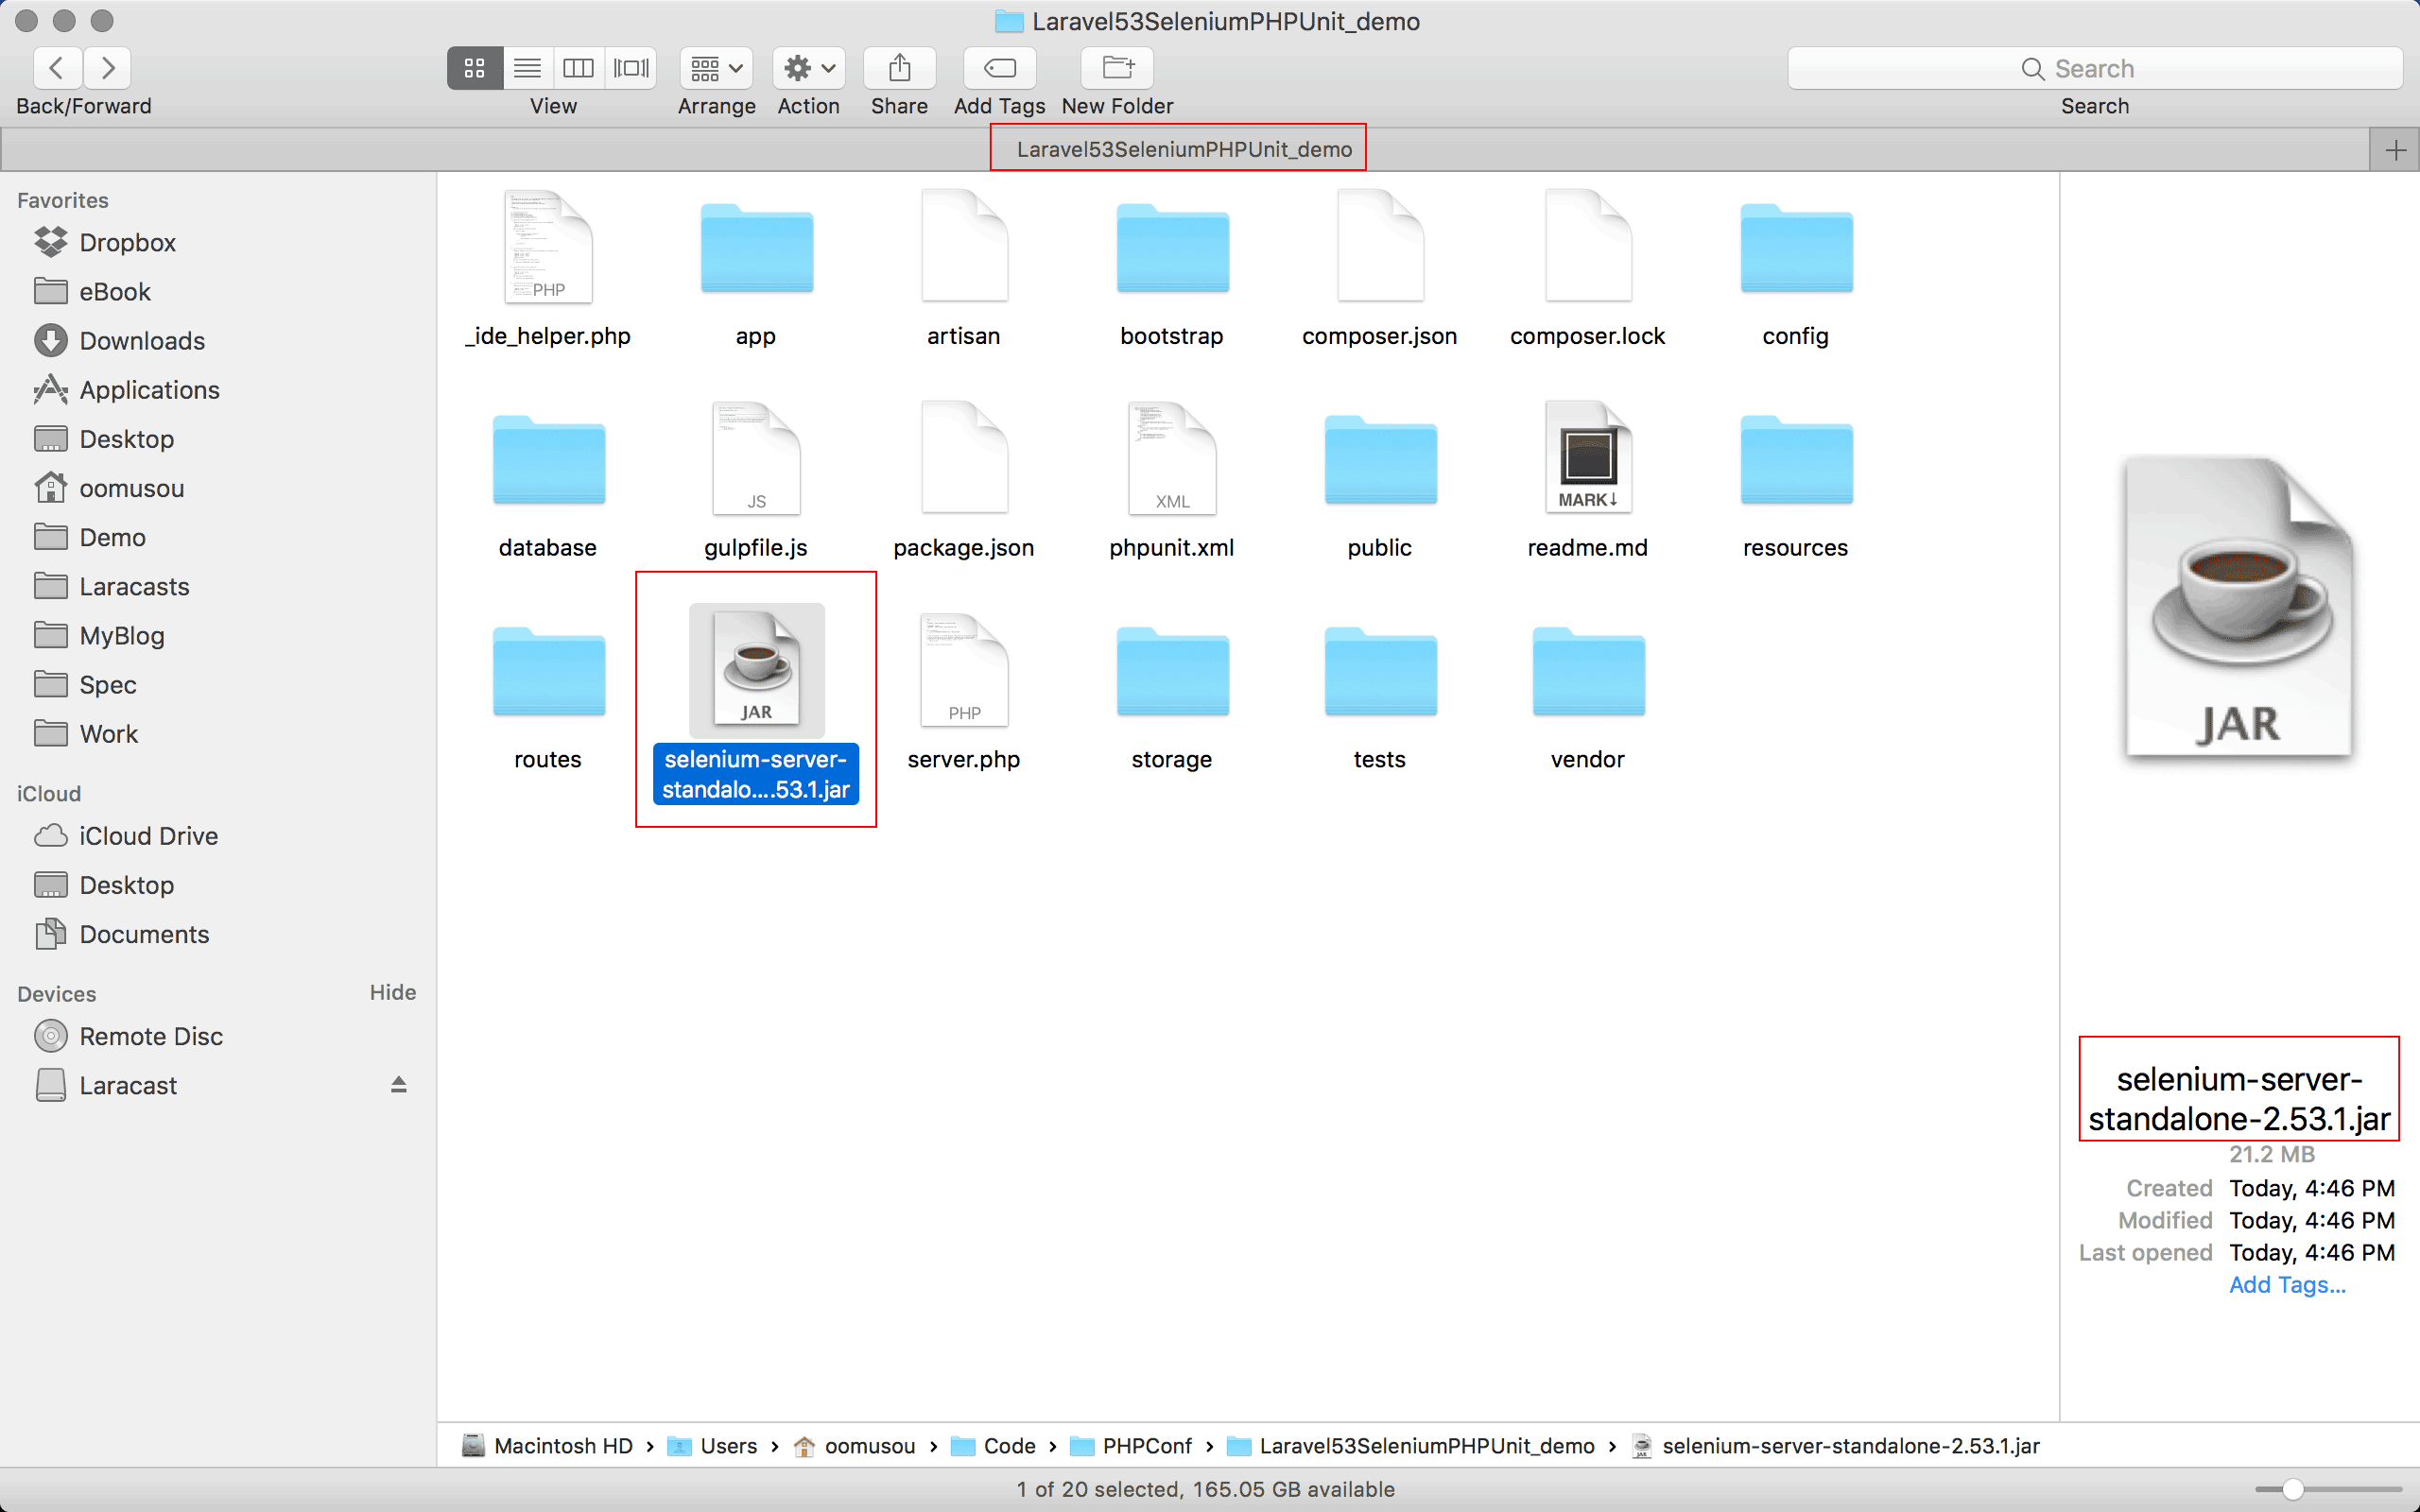 Laravel53SeleniumPHPUnit_demo
Search
Back/Forward
View
Arrange
Action
Share
Add Tags
New Folder
Search
Laravel53SeleniumPHPUnit_demo
Favorites
Dropbox
eBook
Downloads
Applications
Desktop
oomusou
Demo
Laracasts
MyBlog
Spec
Work
iCloud
iCloud Drive
Desktop
Documents
Devices
Hide
Remote Disc
Laracast
PHP
_ide_helper.php
app
artisan
bootstrap
composer.json
composer.lock
config
database
JS
gulpfile.js
package.json
XML
phpunit.xml
public
MARK↓
readme.md
resources
routes
JAR
selenium-server-
standalo....53.1.jar
PHP
server.php
storage
tests
vendor
JAR
selenium-server-
standalone-2.53.1.jar
21.2 MB
Created Today, 4:46 PM
Modified Today, 4:46 PM
Last opened Today, 4:46 PM
Add Tags...
Macintosh HD › Users › oomusou › Code › PHPConf › Laravel53SeleniumPHPUnit_demo › selenium-server-standalone-2.53.1.jar
1 of 20 selected, 165.05 GB available